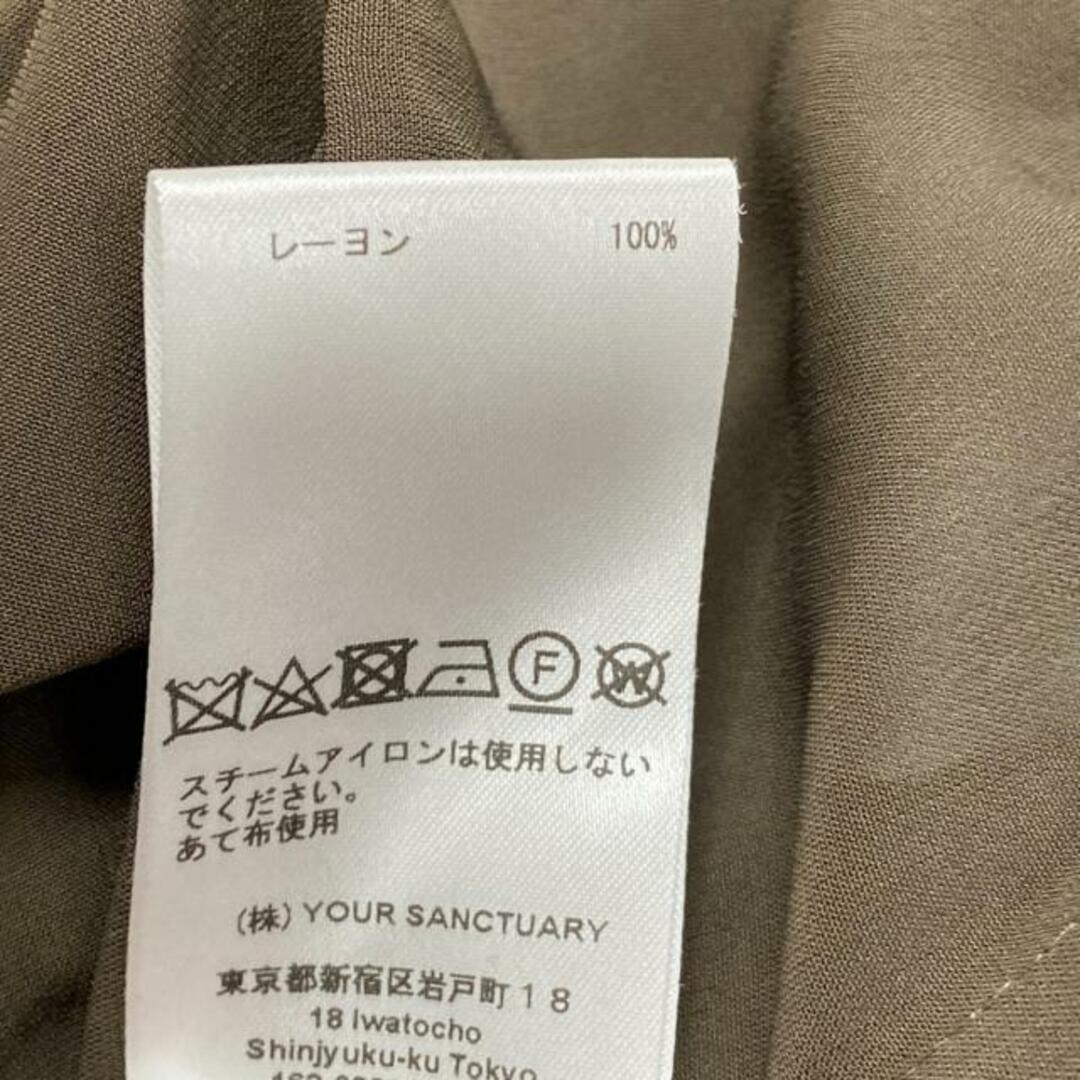 レーヨン 100%
F W
スチームアイロンは使用しない
でください。
あて布使用
(株) YOUR SANCTUARY
東京都新宿区岩戸町18
18 Iwatocho
Shinjyuku-ku Tokyo